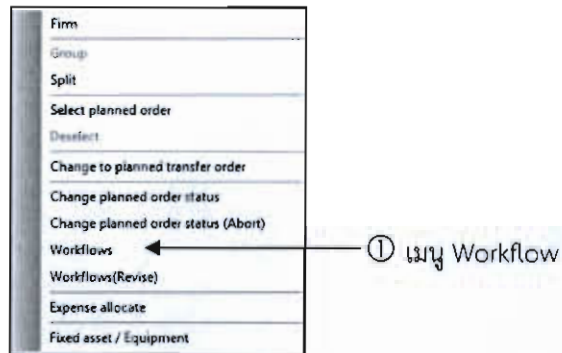 Firm
Group
Split
Select planned order
Deselect
Change to planned transfer order
Change planned order status
Change planned order status (Abort)
Workflows
① เมนู Workflow
Workflows(Revise)
Expense allocate
Fixed asset / Equipment